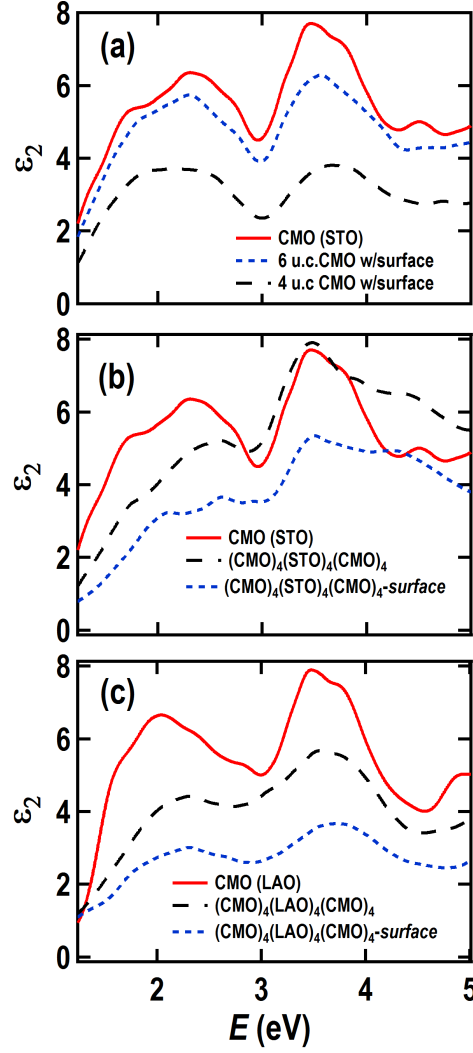 8
(a)
6
ε2
4
2
CMO (STO)
6 u.c.CMO w/surface
4 u.c CMO w/surface
0
8
(b)
6
ε2
4
CMO (STO)
2
(CMO)4(STO)4(CMO)4
(CMO)4(STO)4(CMO)4-surface
0
8
(c)
6
ε2
4
2
CMO (LAO)
(CMO)4(LAO)4(CMO)4
(CMO)4(LAO)4(CMO)4-surface
0
2 3 4 5
E (eV)